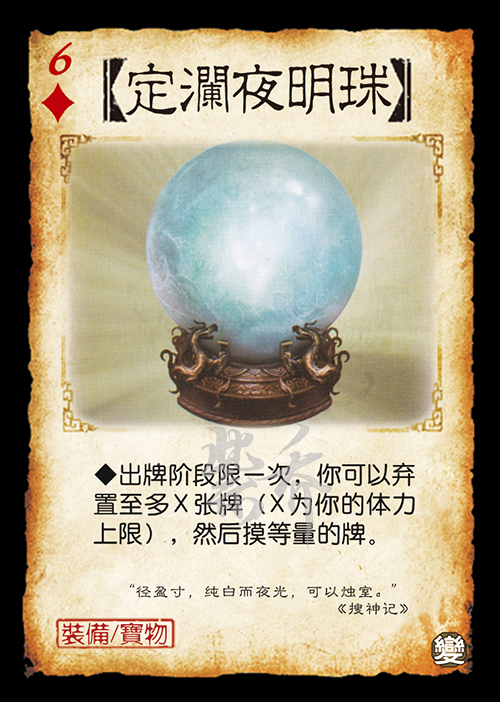 6
【定瀾夜明珠】
◆出牌阶段限一次，你可以弃
置至多X张牌（X为你的体力
上限），然后摸等量的牌。
“径盈寸，纯白而夜光，可以烛室。”
《搜神记》
裝備/寶物
變